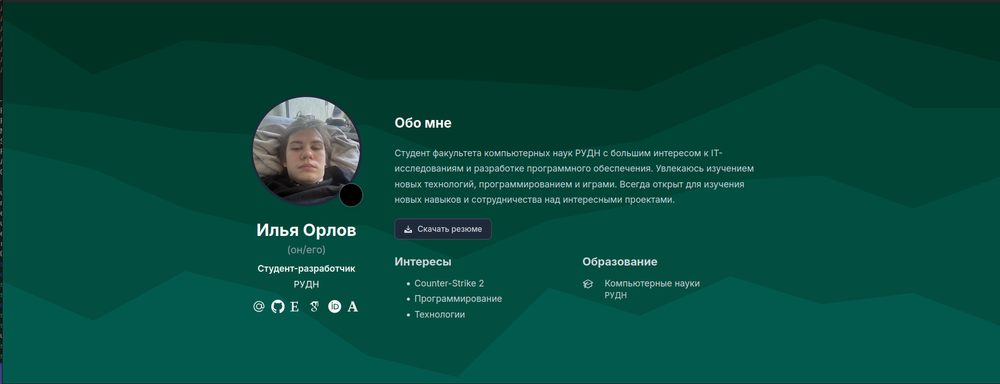 Обо мне
Студент факультета компьютерных наук РУДН с большим интересом к IT-
исследованиям и разработке программного обеспечения. Увлекаюсь изучением
новых технологий, программированием и играми. Всегда открыт для изучения
новых навыков и сотрудничества над интересными проектами.
Скачать резюме
Илья Орлов
(он/его)
Студент-разработчик
РУДН
Интересы
Counter-Strike 2
Программирование
Технологии
Образование
Компьютерные науки
РУДН